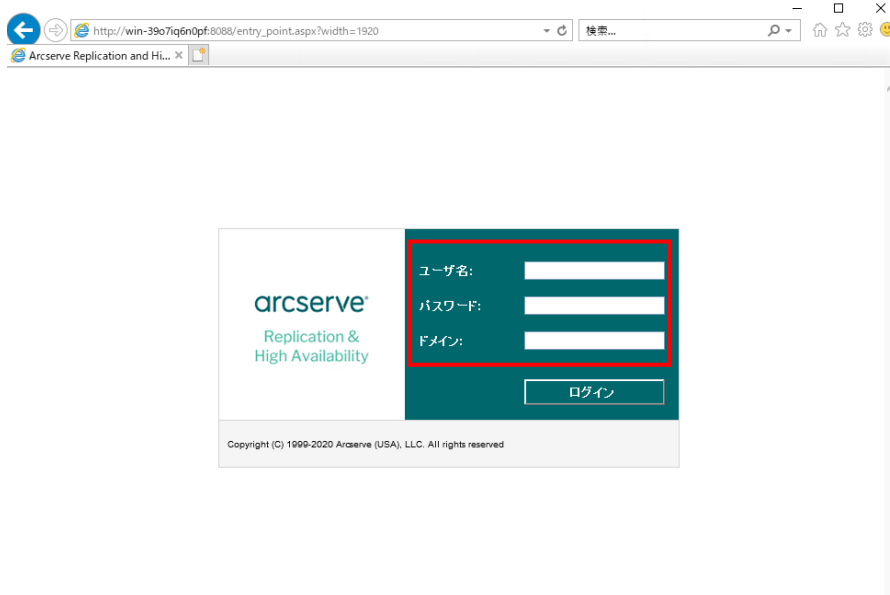 http://win-39o7iq6n0pf:8088/entry_point.aspx?width=1920
検索...
Arcserve Replication and Hi...
ユーザ名:
パスワード:
ドメイン:
arcserve
Replication &
High Availability
ログイン
Copyright (C) 1999-2020 Arcserve (USA), LLC. All rights reserved